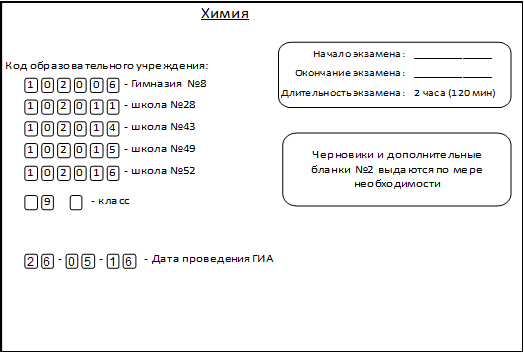 Химия
Начало экзамена: ____________
Окончание экзамена: ____________
Длительность экзамена: 2 часа (120 мин)
Код образовательного учреждения:
102006 - Гимназия №8
102011 - школа №28
102014 - школа №43
102015 - школа №49
102016 - школа №52
Черновики и дополнительные
бланки №2 выдаются по мере
необходимости
9 - класс
26-05-16 - Дата проведения ГИА